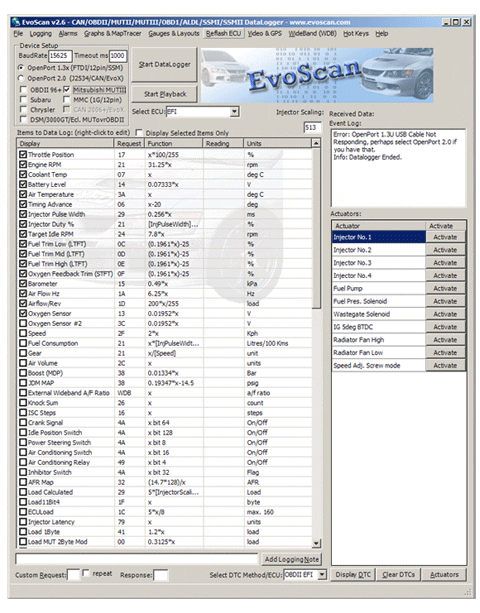 EvoScan v2.6 - CAN/OBDII/MUTII/MUTIII/OBD1/ALDL/SSMI/SSMII DataLogger - www.evoscan.com
File Logging Alarms Graphs & MapTracer Gauges & Layouts Reflash ECU Video & GPS WideBand (WDB) Hot Keys Help
Device Setup
BaudRate 15625 Timeout ms 1000
OpenPort 1.3x (FTDI/12pin/SSM)
OpenPort 2.0 (J2534/CAN/EvoX)
OBDII 96+ Mitsubishi MUTIII
Subaru MMC (1G/12pin)
Chrysler CAN 2006+/EvoX
DSM/3000GT/Ecl. MUTavrOBDII
Start DataLogger
Start Playback
Select ECU: EFI
EvoScan
Injector Scaling:
513
Items to Data Log: (right-click to edit) Display Selected Items Only
Display Request Function Reading Units
Throttle Position 17 x*100/255 %
Engine RPM 21 31.25*x rpm
Coolant Temp 07 x deg C
Battery Level 14 0.07333*x V
Air Temperature 3A x deg C
Timing Advance 06 x-20 deg
Injector Pulse Width 29 0.256*x ms
Injector Duty % 21 [InjPulseWidt]... %
Target Idle RPM 24 7.8*x rpm
Fuel Trim Low (LTFT) 0C (0.1961*x)-25 %
Fuel Trim Mid (LTFT) 0D (0.1961*x)-25 %
Fuel Trim High (LTFT) 0E (0.1961*x)-25 %
Oxygen Feedback Trim (STFT) 0F (0.1961*x)-25 %
Barometer 15 0.49*x kPa
Air Flow Hz 1A 6.25*x Hz
Airflow/Rev 1D 200*x/255 load
Oxygen Sensor 13 0.01952*x V
Oxygen Sensor #2 3C 0.01952*x V
Speed 2F 2*x Kph
Fuel Consumption 21 x*[InjPulseWidt... Litres/100 Kms
Gear 21 x/[Speed] unit
Air Volume 2C x units
Boost (MDP) 38 0.01334*x Bar
JDM MAP 38 0.19347*x-14.5 psig
External Wideband A/F Ratio WDB x a/f ratio
Knock Sum 26 x count
ISC Steps 16 x steps
Crank Signal 4A x bit 64 On/Off
Idle Position Switch 4A x bit 128 On/Off
Power Steering Switch 4A x bit 8 On/Off
Air Conditioning Switch 4A x bit 16 On/Off
Air Conditioning Relay 49 x bit 4 On/Off
Inhibitor Switch 4A x bit 32 Flag
AFR Map 32 (14.7*128)/x AFR
Load Calculated 29 5*[InjectorScali... Load
Load11Bit4 1F x byte
ECULoad 1C 5*x/8 max. 160
Injector Latency 79 x units
Load 1Byte 41 1.2*x load
Load MUT 2Byte Mod 00 0.3125*x load
Add Logging Note
Custom Request: repeat Response: Select DTC Method/ECU: OBDII EFI
Received Data:
Event Log:
Error: OpenPort 1.3U USB Cable Not
Responding, perhaps select OpenPort 2.0 if
you have that.
Info: Datalogger Ended.
Actuators:
Actuator Activate
Injector No.1 Activate
Injector No.2 Activate
Injector No.3 Activate
Injector No.4 Activate
Fuel Pump Activate
Fuel Pres. Solenoid Activate
Wastegate Solenoid Activate
IG 5deg BTDC Activate
Radiator Fan High Activate
Radiator Fan Low Activate
Speed Adj. Screw mode Activate
Display DTC Clear DTCs Actuators